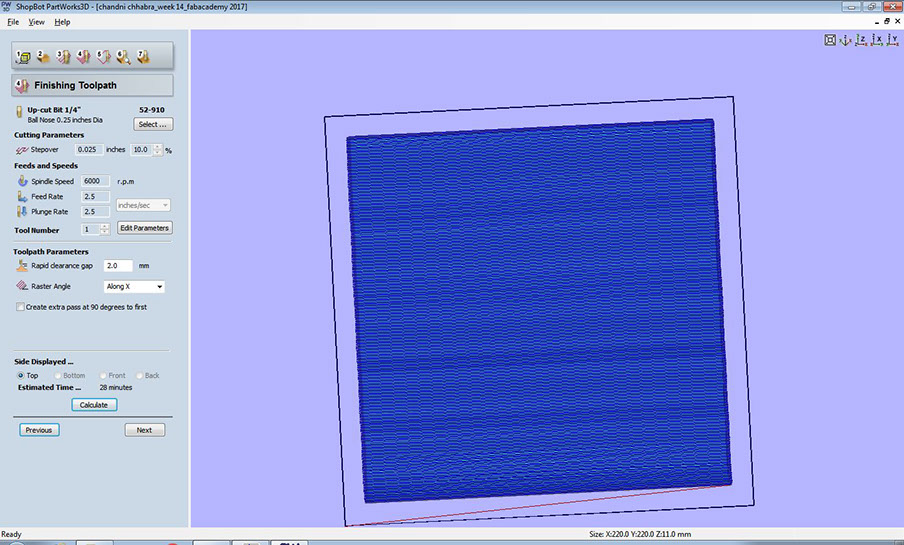 ShopBot PartWorks3D - [chandni chhabra_week 14_fabacademy 2017]
File View Help
1 2 3 4 5 6 7
4 Finishing Toolpath
Up-cut Bit 1/4" 52-910
Ball Nose 0.25 inches Dia Select ...
Cutting Parameters
Stepover 0.025 inches 10.0 %
Feeds and Speeds
Spindle Speed 6000 r.p.m
Feed Rate 2.5
inches/sec
Plunge Rate 2.5
Tool Number 1 Edit Parameters
Toolpath Parameters
Rapid clearance gap 2.0 mm
Raster Angle Along X
Create extra pass at 90 degrees to first
Side Displayed ...
Top Bottom Front Back
Estimated Time ... 28 minutes
Calculate
Previous Next
Z X Y
Ready Size: X:220.0 Y:220.0 Z:11.0 mm